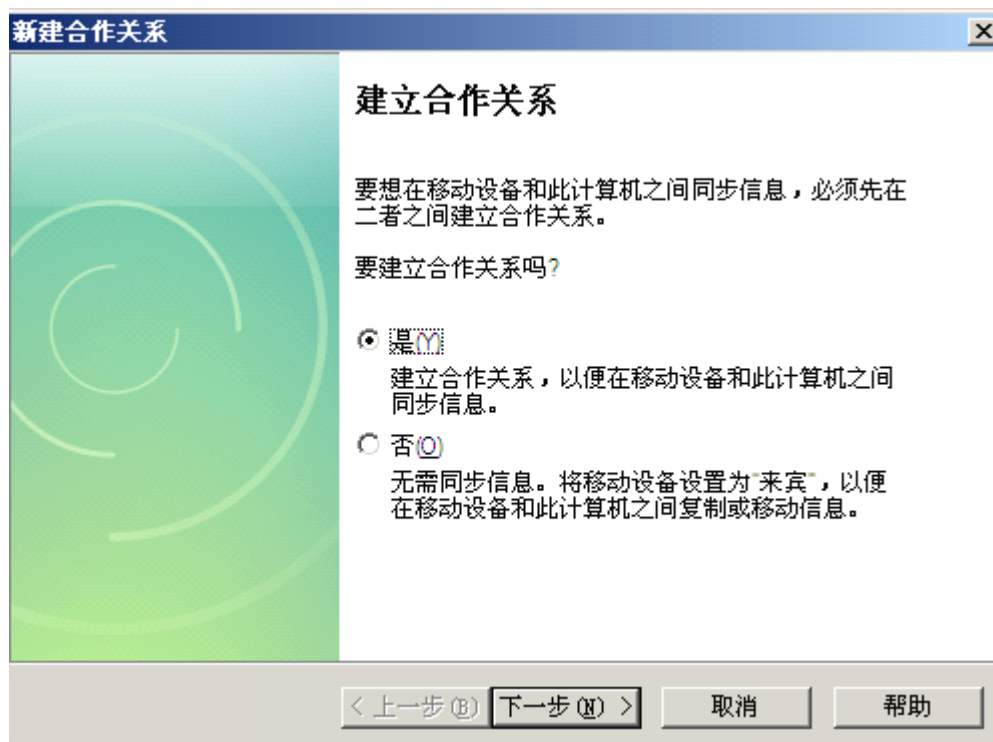 新建合作关系
建立合作关系
要想在移动设备和此计算机之间同步信息，必须先在
二者之间建立合作关系。
要建立合作关系吗?
是(Y)
建立合作关系，以便在移动设备和此计算机之间
同步信息。
否(O)
无需同步信息。将移动设备设置为"来宾"，以便
在移动设备和此计算机之间复制或移动信息。
< 上一步(B) 下一步(N) > 取消 帮助